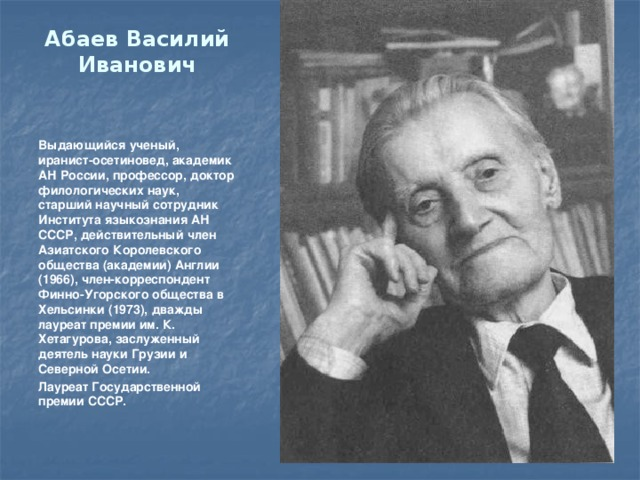 Абаев Василий
Иванович
Выдающийся ученый,
иранист-осетиновед, академик
АН России, профессор, доктор
филологических наук,
старший научный сотрудник
Института языкознания АН
СССР, действительный член
Азиатского Королевского
общества (академии) Англии
(1966), член-корреспондент
Финно-Угорского общества в
Хельсинки (1973), дважды
лауреат премии им. К.
Хетагурова, заслуженный
деятель науки Грузии и
Северной Осетии.
Лауреат Государственной
премии СССР.